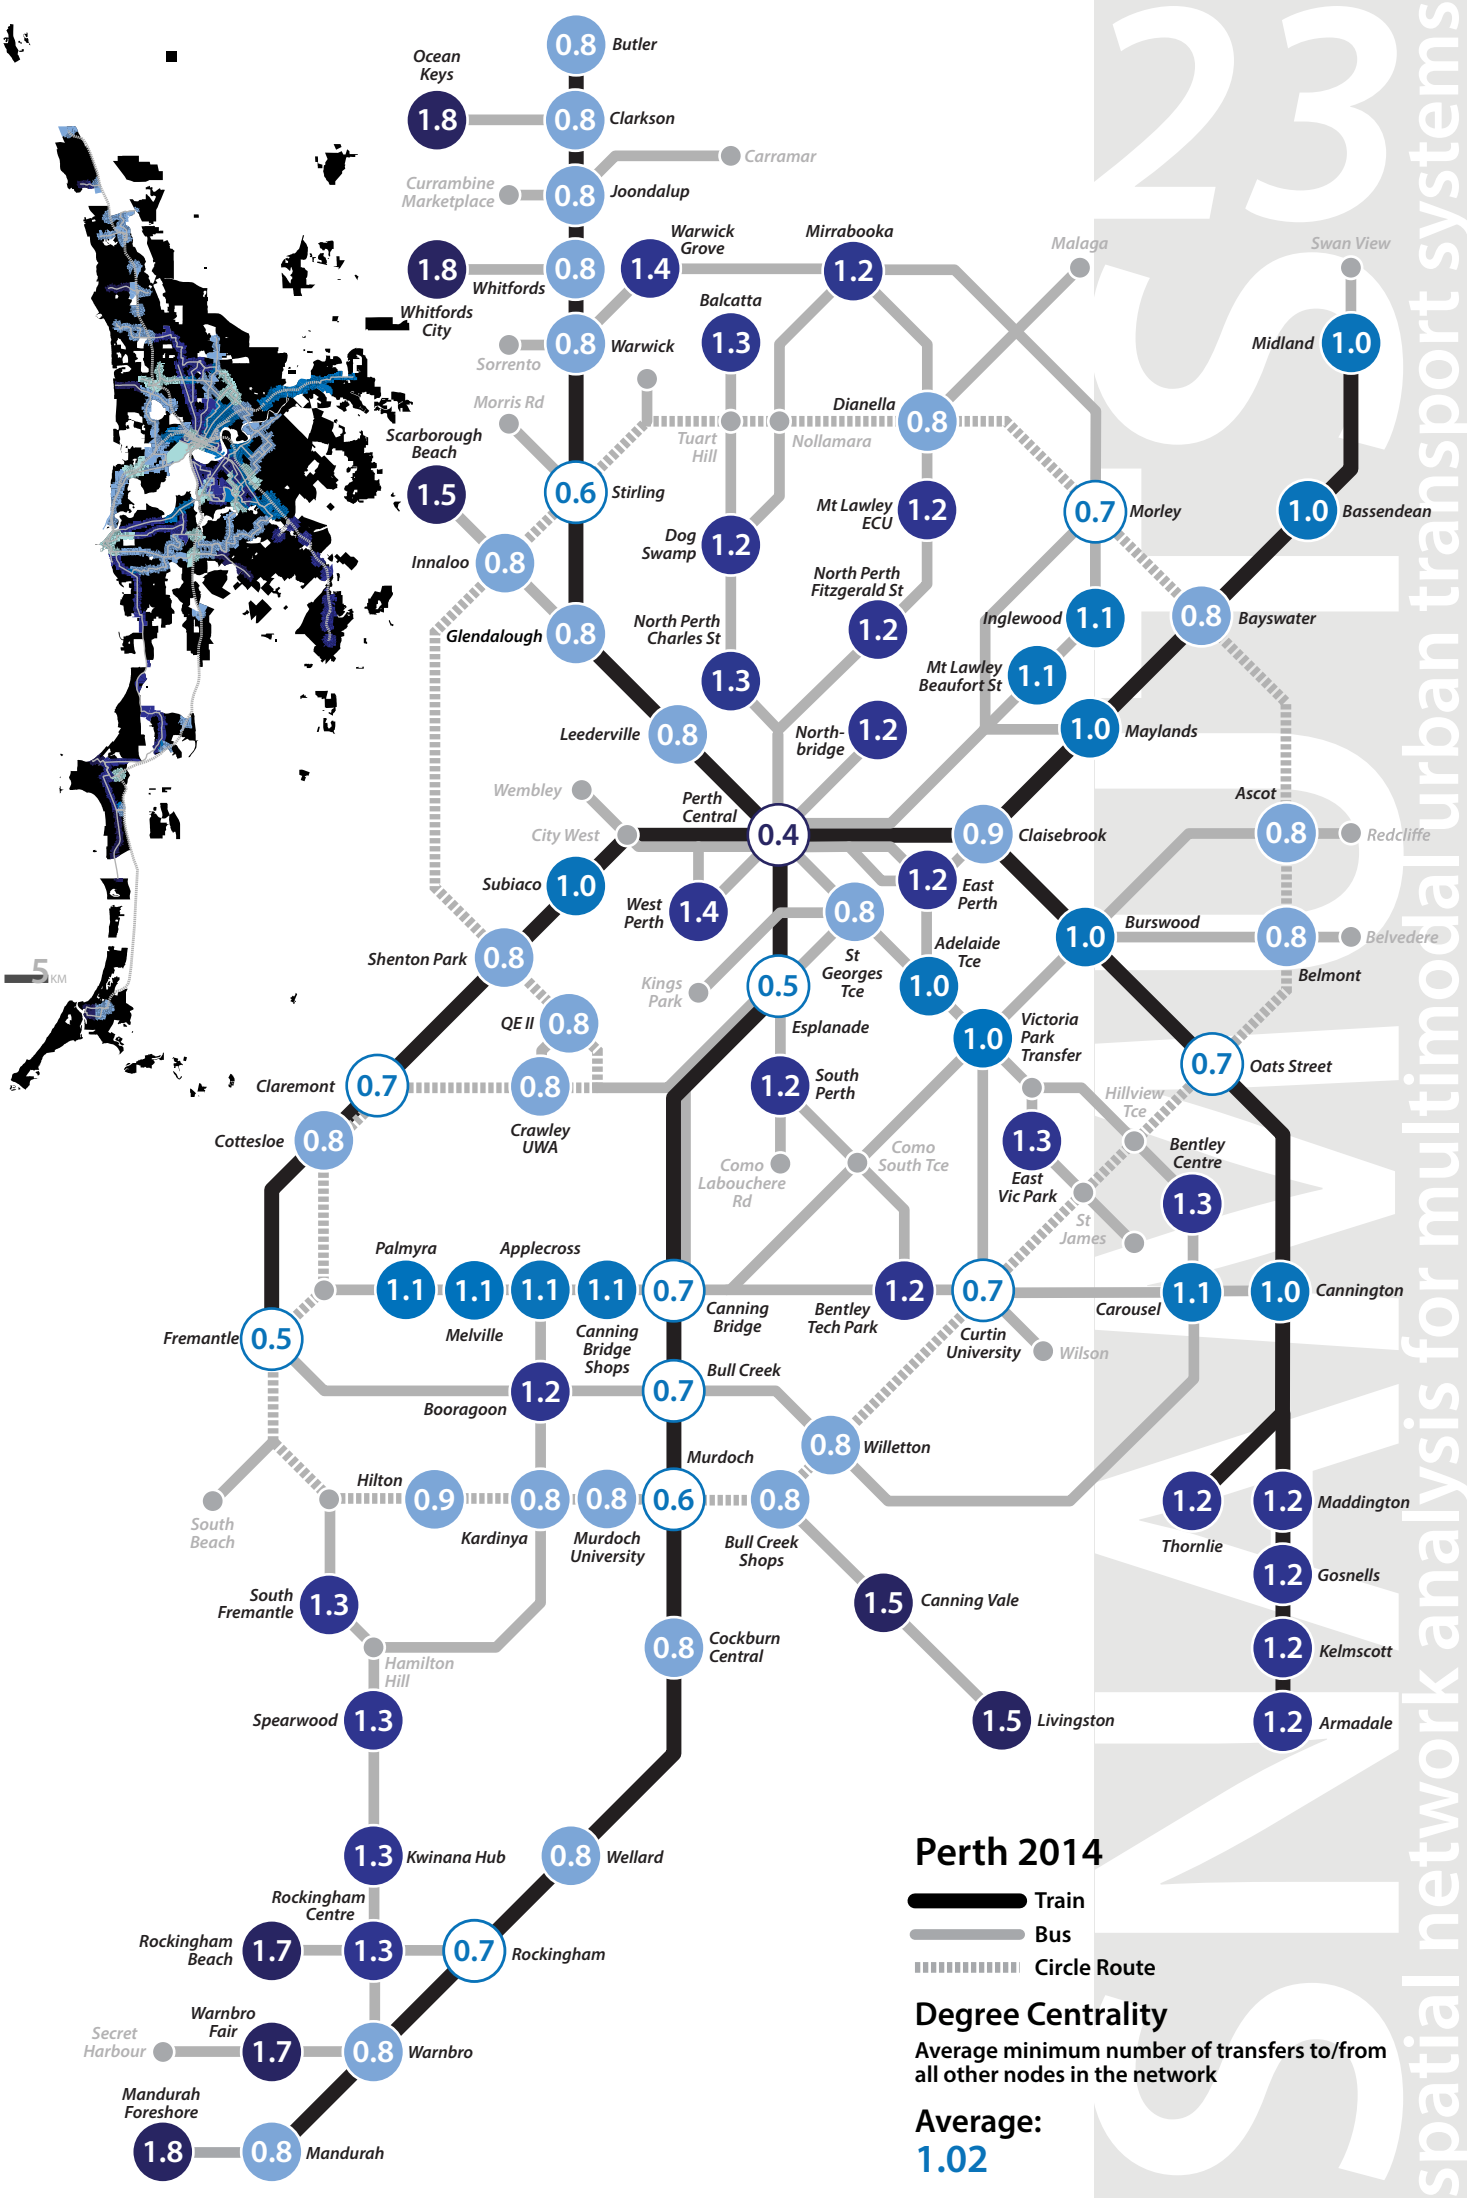 23
SNAMUTS
spatial network analysis for multimodal urban transport systems
0.8 Butler
Ocean
Keys
1.8
0.8 Clarkson
Carramar
Currambine
Marketplace
0.8 Joondalup
Warwick
Grove
Mirrabooka
Malaga
Swan View
1.8
Whitfords
0.8
1.4
1.2
Whitfords
City
Balcatta
Sorrento
0.8 Warwick
1.3
Midland 1.0
Morris Rd
Dianella 0.8
Scarborough
Beach
Tuart
Hill
Nollamara
1.5
0.6 Stirling
Mt Lawley
ECU
1.2
0.7 Morley
1.0 Bassendean
Dog
Swamp
1.2
Innaloo 0.8
North Perth
Fitzgerald St
1.2
Glendalough 0.8
North Perth
Charles St
1.3
Inglewood 1.1
0.8 Bayswater
Mt Lawley
Beaufort St
1.1
Leederville 0.8
North-
bridge
1.2
1.0 Maylands
Wembley
Perth
Central
0.4
Ascot
City West
0.9 Claisebrook
0.8 Redcliffe
Subiaco 1.0
West
Perth
1.4
1.2
East
Perth
0.8
St
Georges
Tce
Burswood
1.0
0.8 Belvedere
Belmont
Shenton Park 0.8
Adelaide
Tce
1.0
5 KM
Kings
Park
0.5
Esplanade
QE II 0.8
1.0
Victoria
Park
Transfer
0.7 Oats Street
Claremont 0.7
0.8
Crawley
UWA
1.2
South
Perth
Hillview
Tce
Cottesloe 0.8
Como
Labouchere
Rd
Como
South Tce
1.3
East
Vic Park
Bentley
Centre
1.3
St
James
Palmyra
Applecross
1.1
1.1
1.1
1.1
0.7
Melville
Canning
Bridge
Shops
Canning
Bridge
Bentley
Tech Park
1.2
0.7
Curtin
University
Carousel 1.1
1.0 Cannington
Fremantle 0.5
Wilson
Booragoon 1.2
0.7
Bull Creek
0.8 Willetton
Hilton 0.9
0.8
Kardinya
0.8
Murdoch
University
0.6
Murdoch
0.8
Bull Creek
Shops
South
Beach
1.2
Thornlie
1.2 Maddington
1.2 Gosnells
South
Fremantle
1.3
1.5 Canning Vale
Hamilton
Hill
0.8
Cockburn
Central
1.2 Kelmscott
Spearwood 1.3
1.5 Livingston
1.2 Armadale
1.3 Kwinana Hub
0.8 Wellard
Rockingham
Centre
Rockingham
Beach
1.7
1.3
0.7 Rockingham
Warnbro
Fair
Secret
Harbour
1.7
0.8 Warnbro
Mandurah
Foreshore
1.8
0.8 Mandurah
Perth 2014
Train
Bus
Circle Route
Degree Centrality
Average minimum number of transfers to/from
all other nodes in the network
Average:
1.02